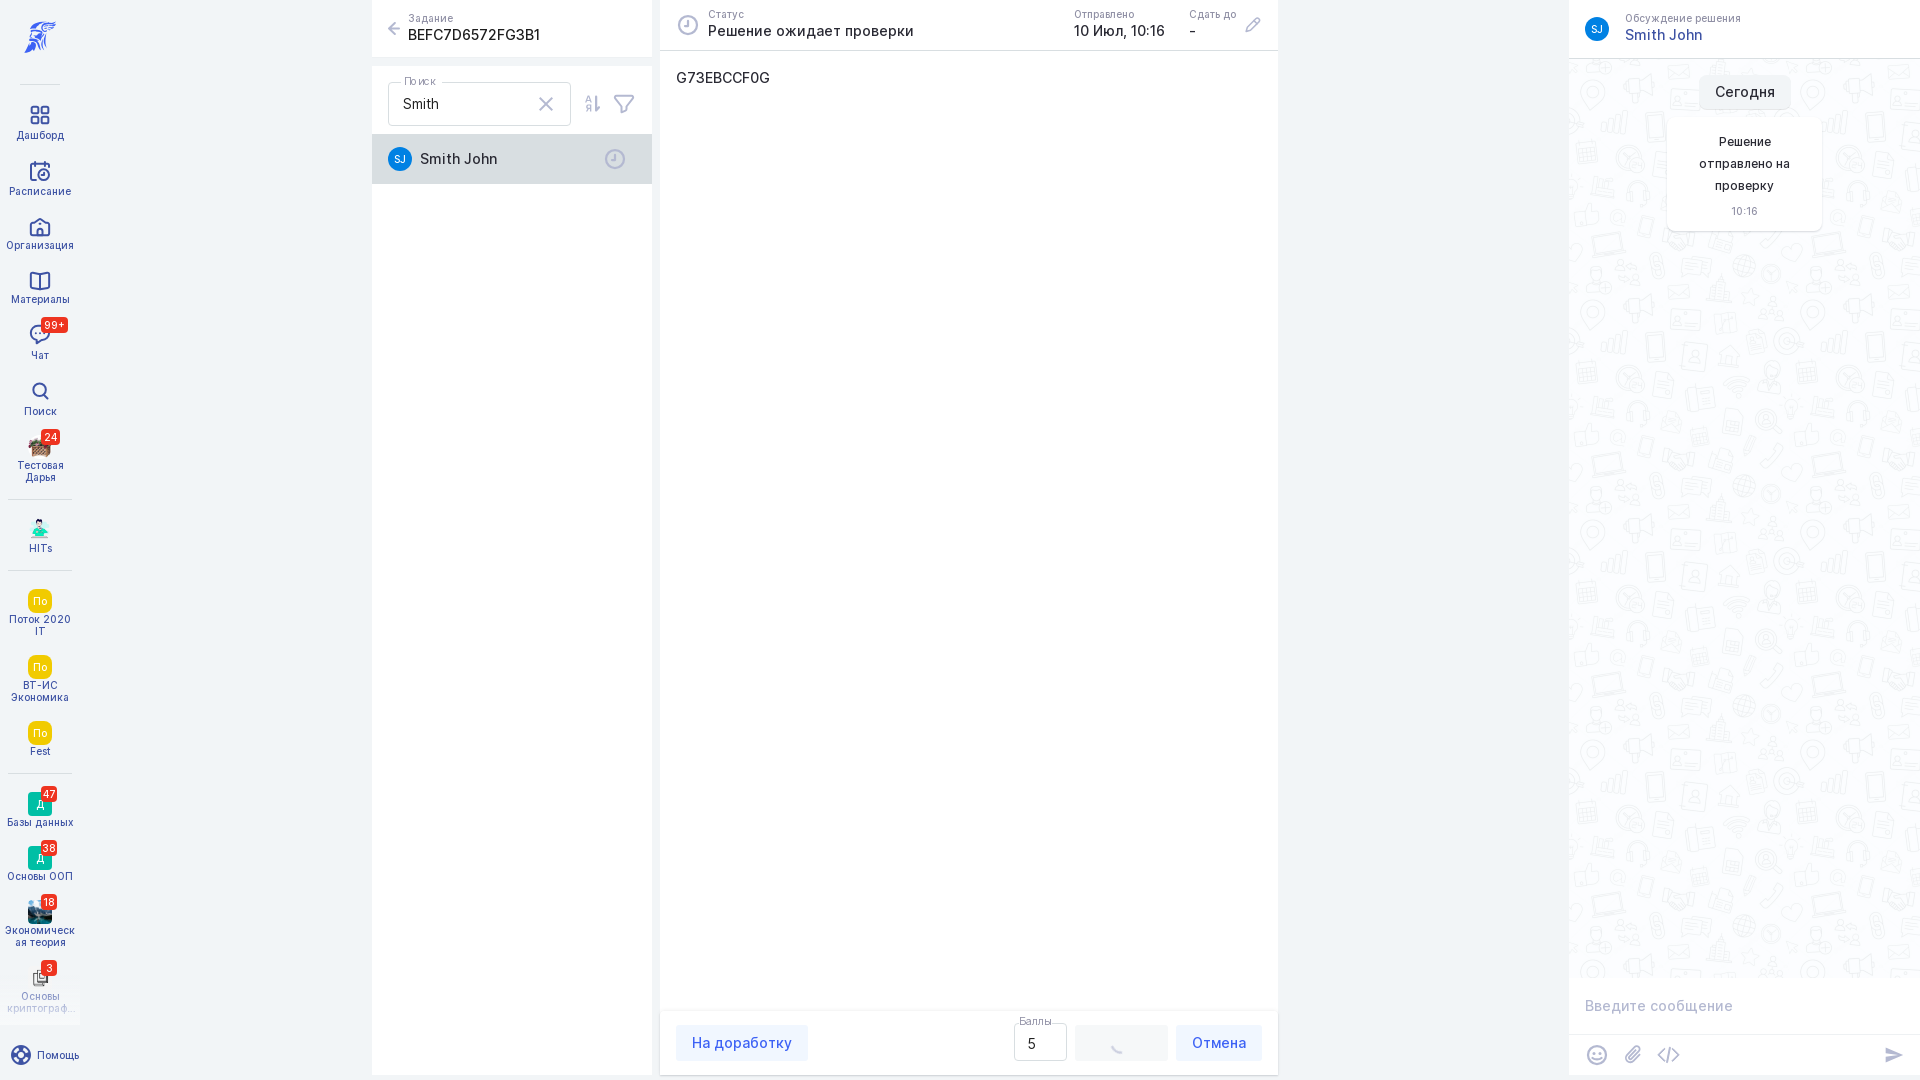 Дашборд
Расписание
Организация
Материалы
99+
Чат
Поиск
24
Тестовая
Дарья
HITs
По
Поток 2020
IT
По
ВТ-ИС
Экономика
По
Fest
47
Д
Базы данных
38
Д
Основы ООП
18
Экономическ
ая теория
3
Основы
криптограф...
Помощь
Задание
BEFC7D6572FG3B1
Поиск
Smith
А
Я
SJ
Smith John
Статус
Решение ожидает проверки
Отправлено
10 Июл, 10:16
Сдать до
-
G73EBCCF0G
На доработку
Баллы
5
Отмена
SJ
Обсуждение решения
Smith John
Сегодня
Решение
отправлено на
проверку
10:16
Введите сообщение